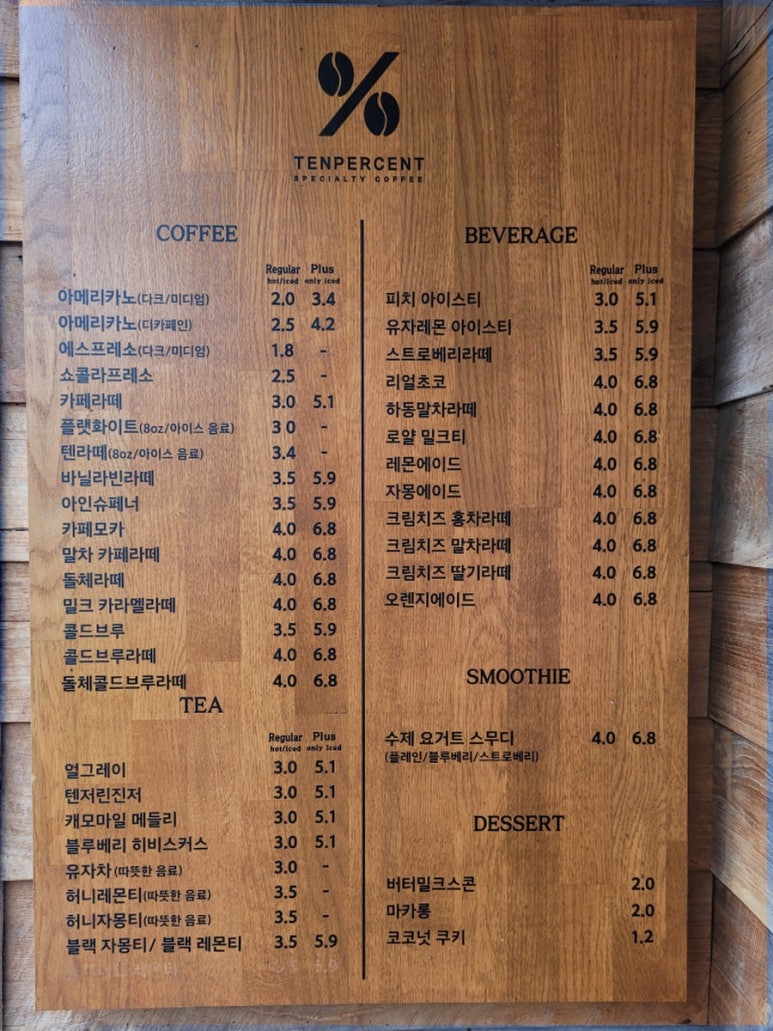 %
TENPERCENT
SPECIALTY COFFEE
COFFEE
Regular Plus
hot/iced only iced
아메리카노(다크/미디엄) 2.0 3.4
아메리카노(디카페인) 2.5 4.2
에스프레소(다크/미디엄) 1.8 -
쇼콜라프레소 2.5 -
카페라떼 3.0 5.1
플랫화이트(8oz/아이스 음료) 3 0 -
텐라떼(8oz/아이스 음료) 3.4 -
바닐라빈라떼 3.5 5.9
아인슈페너 3.5 5.9
카페모카 4.0 6.8
말차 카페라떼 4.0 6.8
돌체라떼 4.0 6.8
밀크 카라멜라떼 4.0 6.8
콜드브루 3.5 5.9
콜드브루라떼 4.0 6.8
돌체콜드브루라떼 4.0 6.8
TEA
Regular Plus
hot/iced only iced
얼그레이 3.0 5.1
텐저린진저 3.0 5.1
캐모마일 메들리 3.0 5.1
블루베리 히비스커스 3.0 5.1
유자차(따뜻한 음료) 3.0 -
허니레몬티(따뜻한 음료) 3.5 -
허니자몽티(따뜻한 음료) 3.5 -
블랙 자몽티/ 블랙 레몬티 3.5 5.9
BEVERAGE
Regular Plus
hot/iced only iced
피치 아이스티 3.0 5.1
유자레몬 아이스티 3.5 5.9
스트로베리라떼 3.5 5.9
리얼초코 4.0 6.8
하동말차라떼 4.0 6.8
로얄 밀크티 4.0 6.8
레몬에이드 4.0 6.8
자몽에이드 4.0 6.8
크림치즈 홍차라떼 4.0 6.8
크림치즈 말차라떼 4.0 6.8
크림치즈 딸기라떼 4.0 6.8
오렌지에이드 4.0 6.8
SMOOTHIE
수제 요거트 스무디 4.0 6.8
(플레인/블루베리/스트로베리)
DESSERT
버터밀크스콘 2.0
마카롱 2.0
코코넛 쿠키 1.2